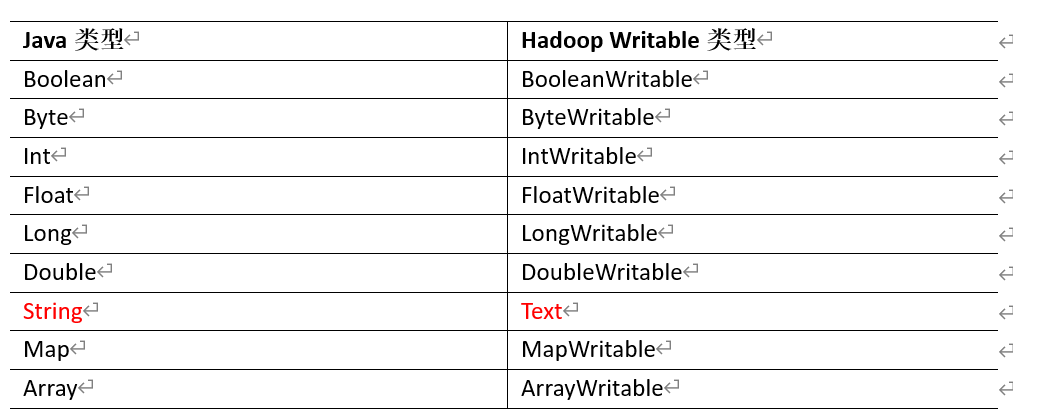 Java 类型 Hadoop Writable 类型
Boolean BooleanWritable
Byte ByteWritable
Int IntWritable
Float FloatWritable
Long LongWritable
Double DoubleWritable
String Text
Map MapWritable
Array ArrayWritable